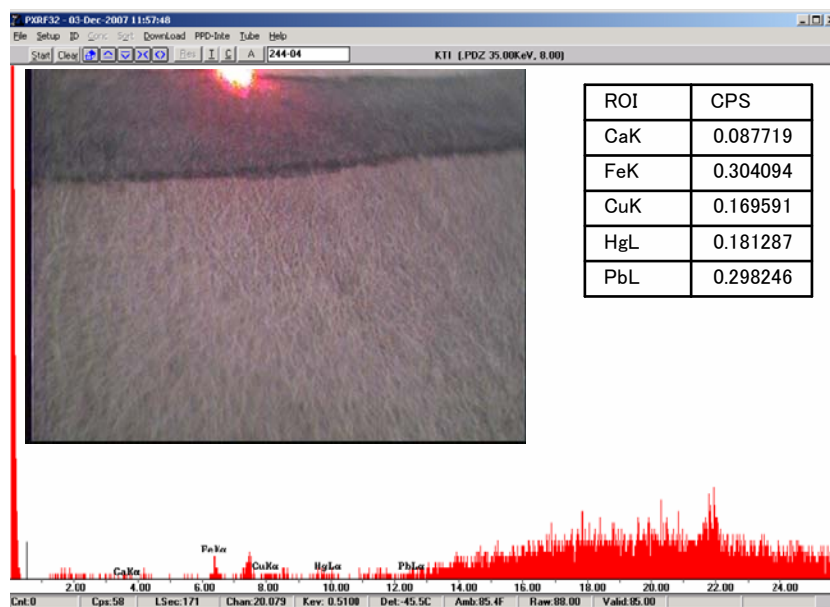 PXRF32 - 03-Dec-2007 11:57:48
File Setup ID Conc Sort DownLoad PPD-Inte Tube Help
Start Clear Res I C A 244-04 KTI (.PDZ 35.00KeV, 8.00)
ROI CPS
CaK 0.087719
FeK 0.304094
CuK 0.169591
HgL 0.181287
PbL 0.298246
FeKα
CaKα CuKα HgLα PbLα
2.00 4.00 6.00 8.00 10.00 12.00 14.00 16.00 18.00 20.00 22.00 24.00
Cnt:0 Cps:58 LSec:171 Chan:20.079 Kev: 0.5100 Det:-45.5C Amb:85.4F Raw:88.00 Valid:85.00